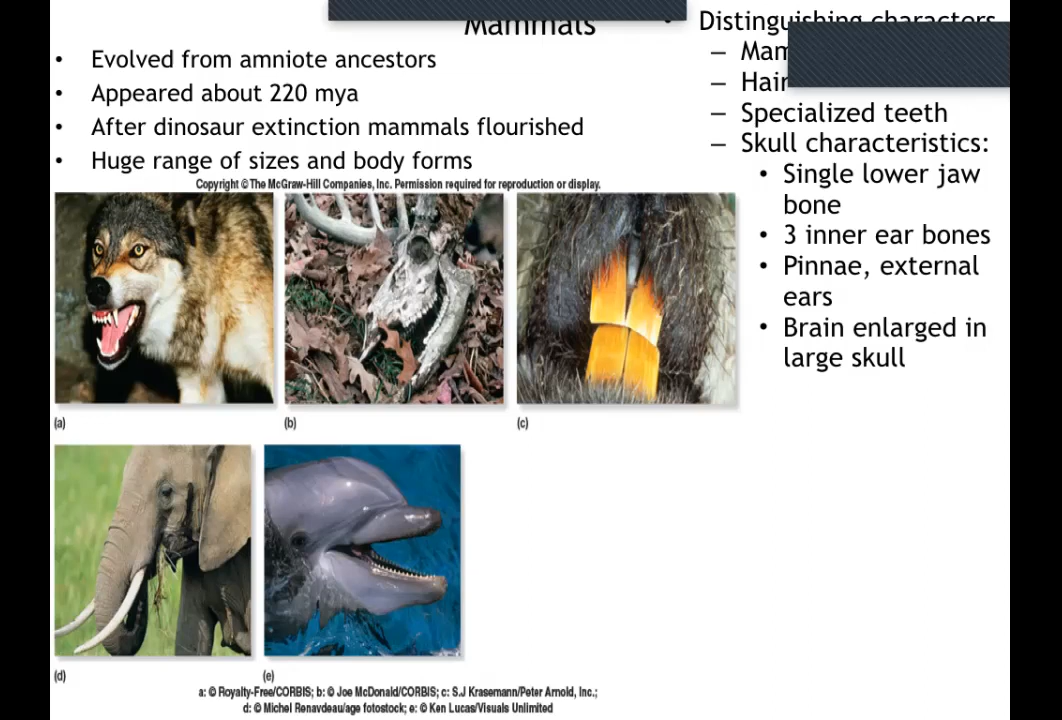 Mammals
• Evolved from amniote ancestors
• Appeared about 220 mya
• After dinosaur extinction mammals flourished
• Huge range of sizes and body forms
• Distinguishing characters
– Hair
– Specialized teeth
– Skull characteristics:
• Single lower jaw
bone
• 3 inner ear bones
• Pinnae, external
ears
• Brain enlarged in
large skull
Copyright © The McGraw-Hill Companies, Inc. Permission required for reproduction or display.
(a)
(b)
(c)
(d)
(e)
a: © Royalty-Free/CORBIS; b: © Joe McDonald/CORBIS; c: S.J Krasemann/Peter Arnold, Inc.;
d: © Michel Renavdeau/age fotostock; e: © Ken Lucas/Visuals Unlimited